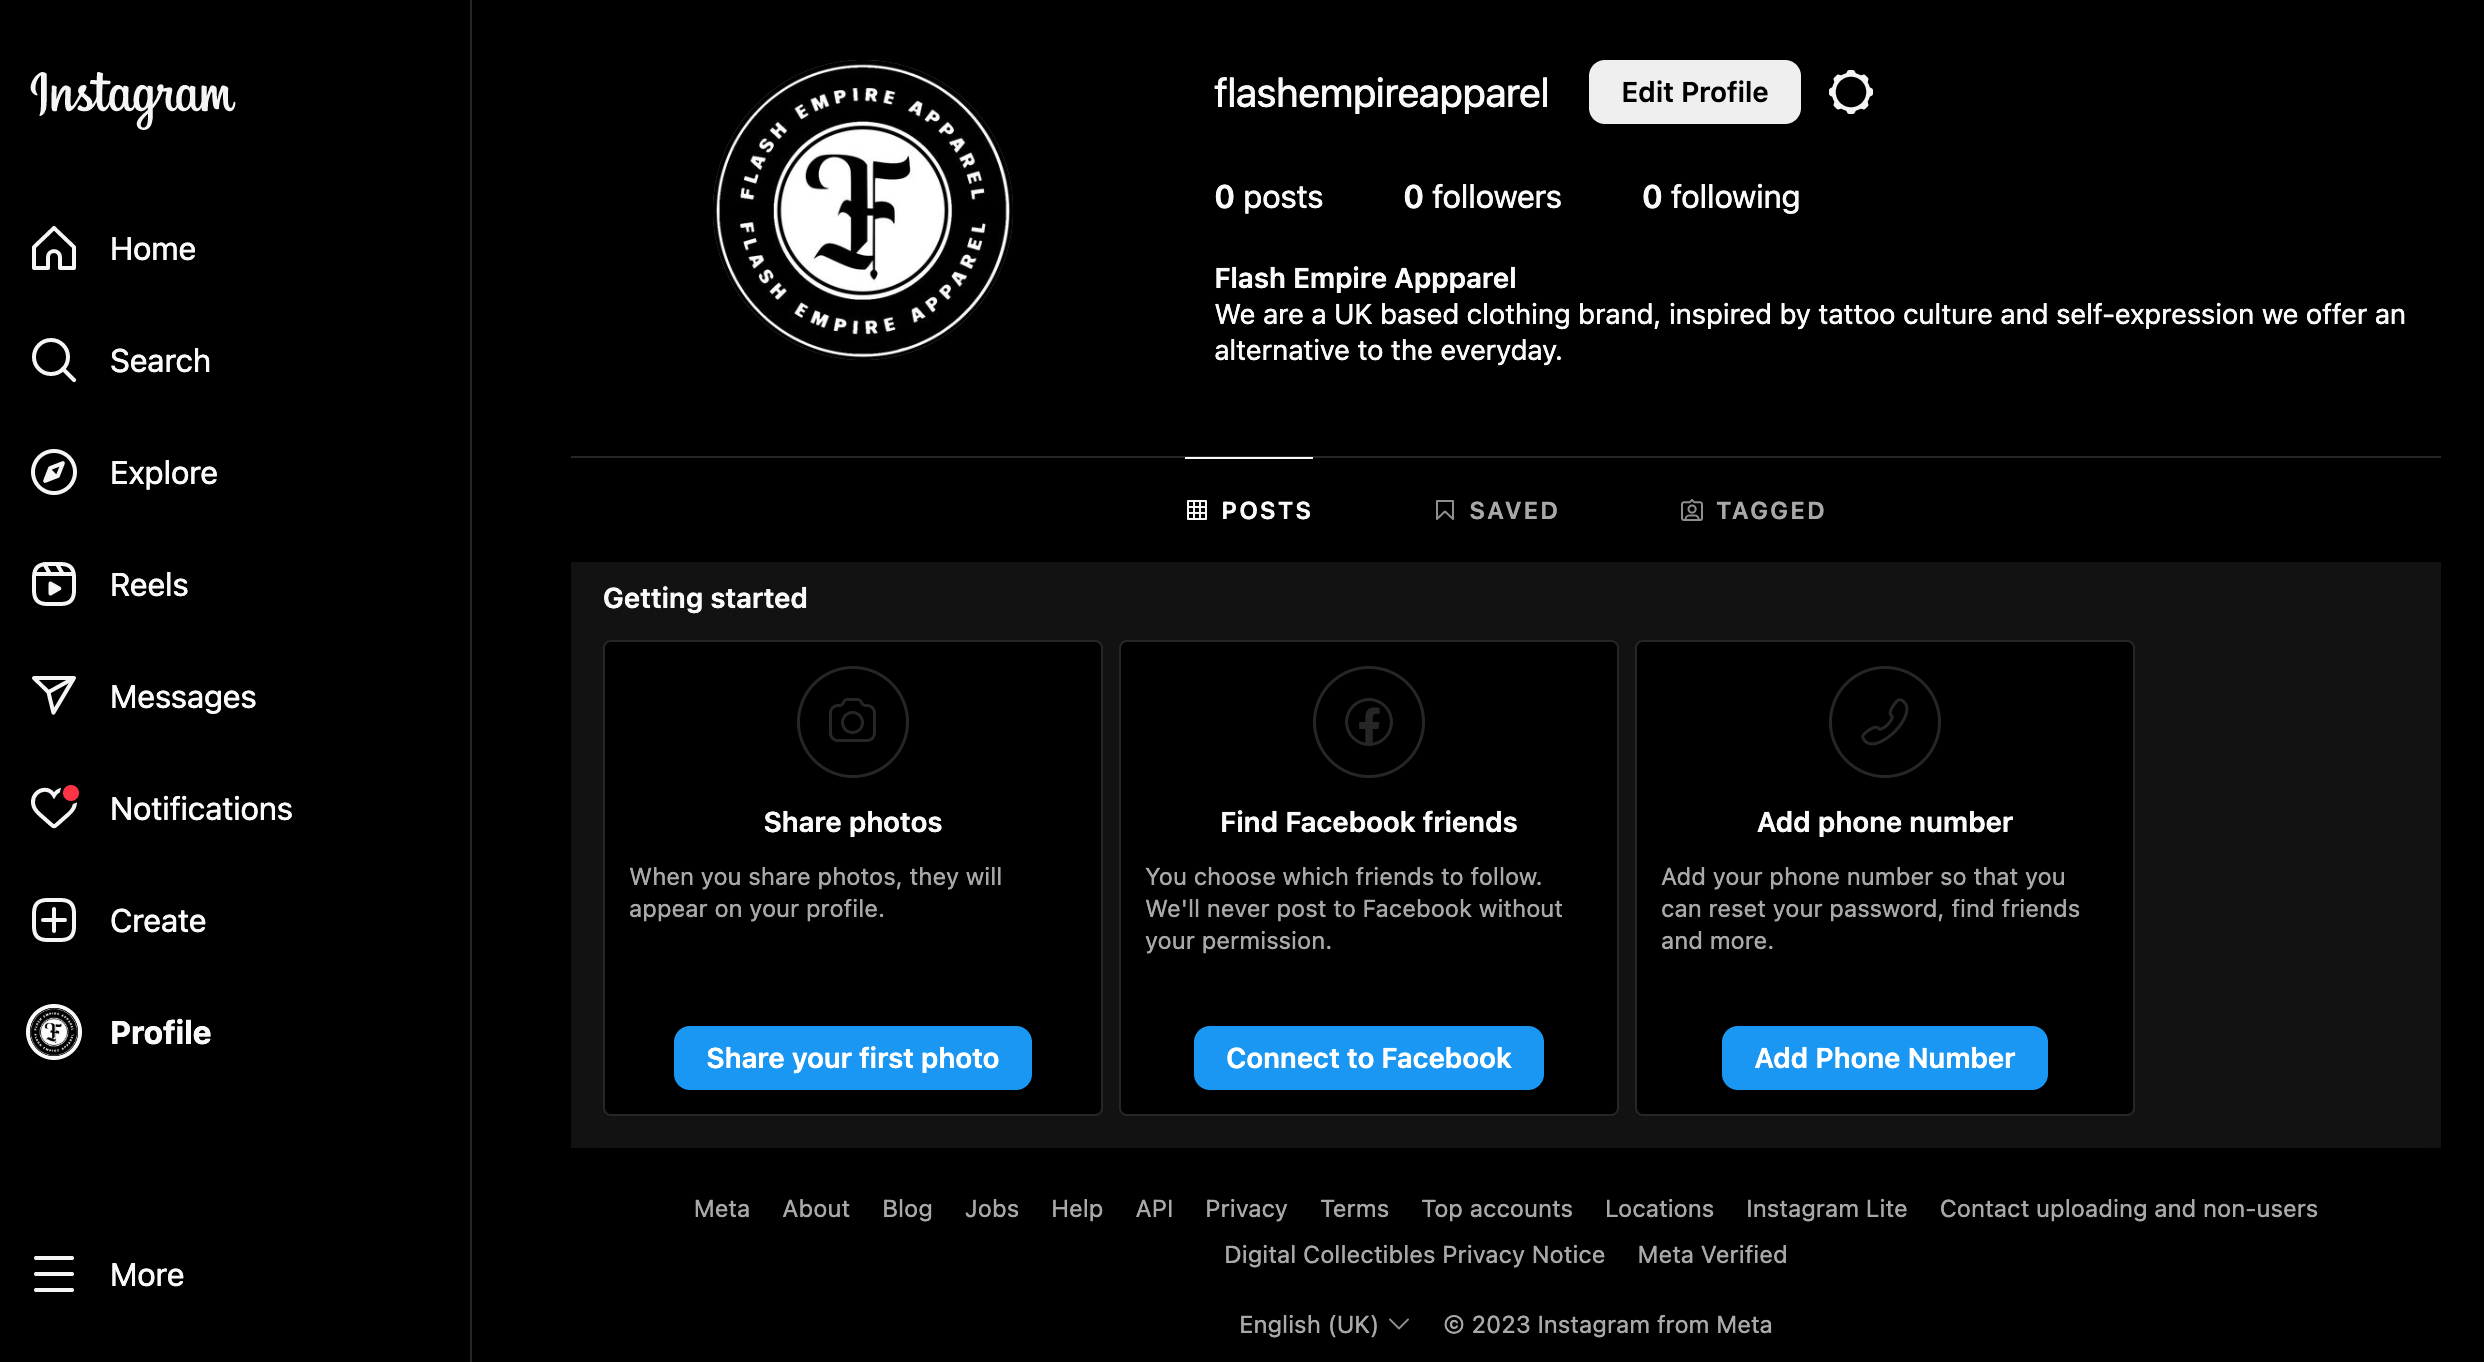 Instagram
Home
Search
Explore
Reels
Messages
Notifications
Create
Profile
More
FLASH EMPIRE APPAREL
F
FLASH EMPIRE APPAREL
flashempireapparel
Edit Profile
0 posts 0 followers 0 following
Flash Empire Appparel
We are a UK based clothing brand, inspired by tattoo culture and self-expression we offer an
alternative to the everyday.
POSTS SAVED TAGGED
Getting started
Share photos
When you share photos, they will
appear on your profile.
Share your first photo
Find Facebook friends
You choose which friends to follow.
We'll never post to Facebook without
your permission.
Connect to Facebook
Add phone number
Add your phone number so that you
can reset your password, find friends
and more.
Add Phone Number
Meta About Blog Jobs Help API Privacy Terms Top accounts Locations Instagram Lite Contact uploading and non-users
Digital Collectibles Privacy Notice Meta Verified
English (UK) © 2023 Instagram from Meta